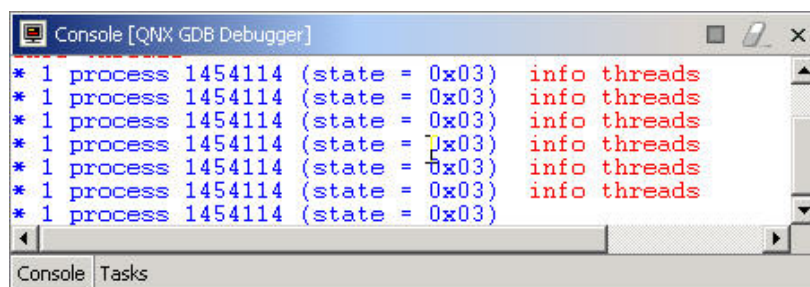 Console [QNX GDB Debugger]
info threads
* 1 process 1454114 (state = 0x03)  info threads
* 1 process 1454114 (state = 0x03)  info threads
* 1 process 1454114 (state = 0x03)  info threads
* 1 process 1454114 (state = 0x03)  info threads
* 1 process 1454114 (state = 0x03)  info threads
* 1 process 1454114 (state = 0x03)  info threads
* 1 process 1454114 (state = 0x03)
Console Tasks